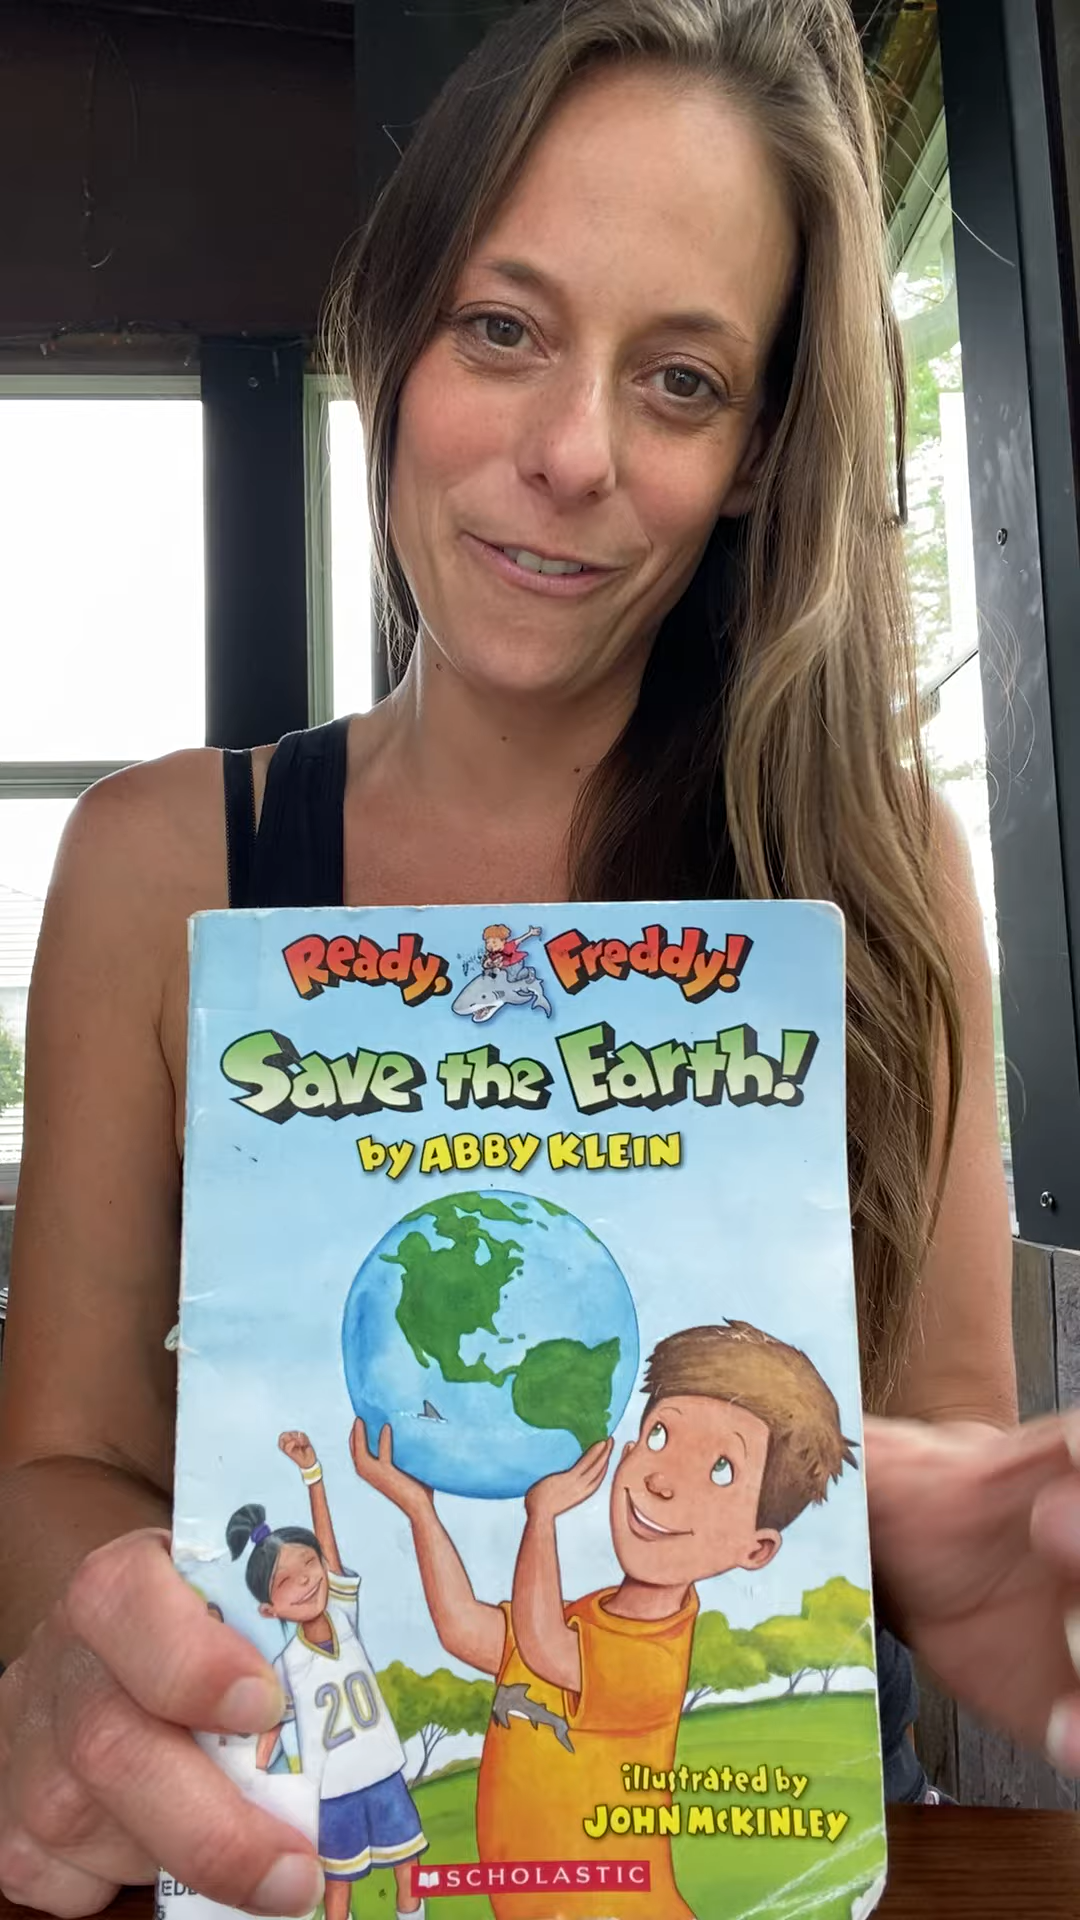 Ready, Freddy!
Save the Earth!
by ABBY KLEIN
20
illustrated by
JOHN McKINLEY
SCHOLASTIC